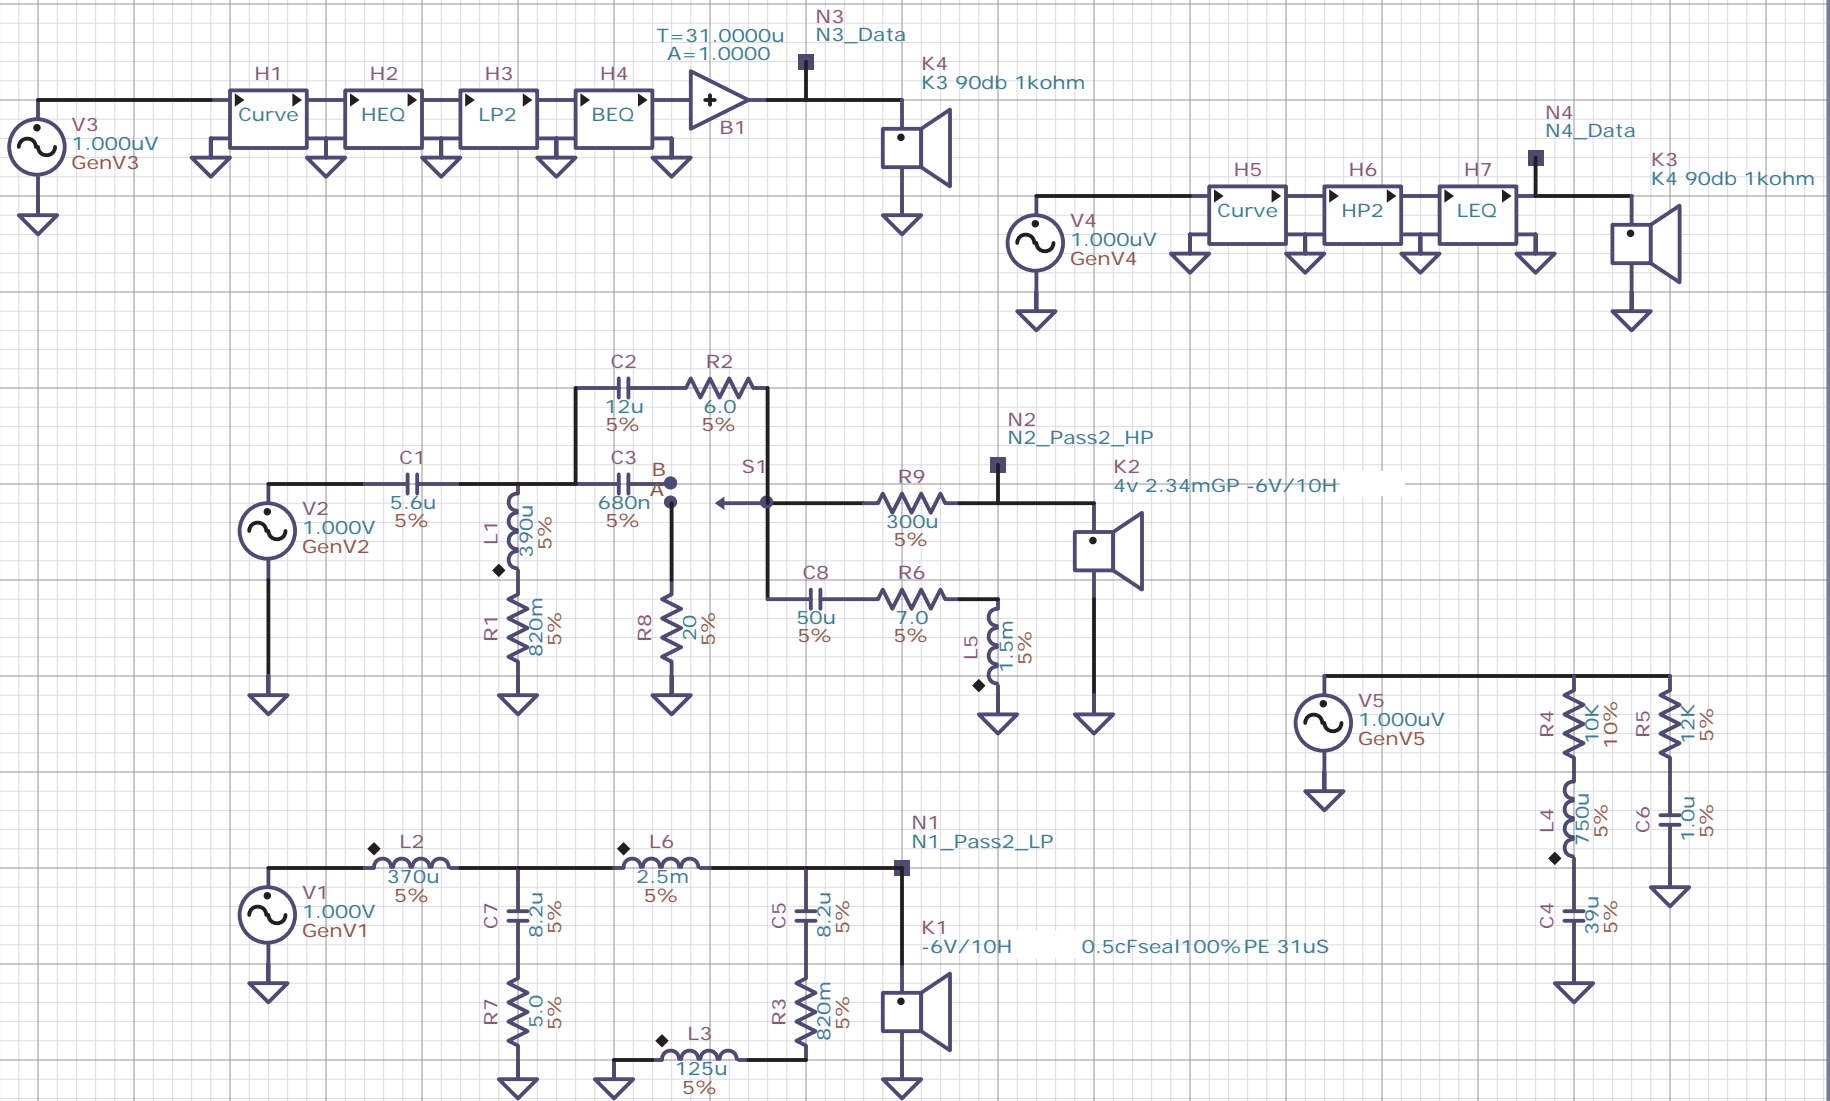 N3
N3_Data
T=31.0000u
A=1.0000
K4
K3 90db 1kohm
H1
H2
H3
H4
Curve
HEQ
LP2
BEQ
B1
V3
1.000uV
GenV3
N4
N4_Data
K3
K4 90db 1kohm
H5
H6
H7
Curve
HP2
LEQ
V4
1.000uV
GenV4
C2
12u
5%
R2
6.0
5%
C1
5.6u
5%
C3
680n
5%
B
A
S1
R9
300u
5%
N2
N2_Pass2_HP
K2
4v 2.34mGP -6V/10H
V2
1.000V
GenV2
L1
390u
5%
R1
820m
5%
R8
20
5%
C8
50u
5%
R6
7.0
5%
L5
1.5m
5%
V5
1.000uV
GenV5
R4
10K
10%
R5
12K
5%
L4
750u
5%
C6
1.0u
5%
C4
39u
5%
L2
370u
5%
L6
2.5m
5%
N1
N1_Pass2_LP
V1
1.000V
GenV1
C7
8.2u
5%
C5
8.2u
5%
K1
-6V/10H 0.5cFseal100%PE 31uS
R7
5.0
5%
R3
820m
5%
L3
125u
5%